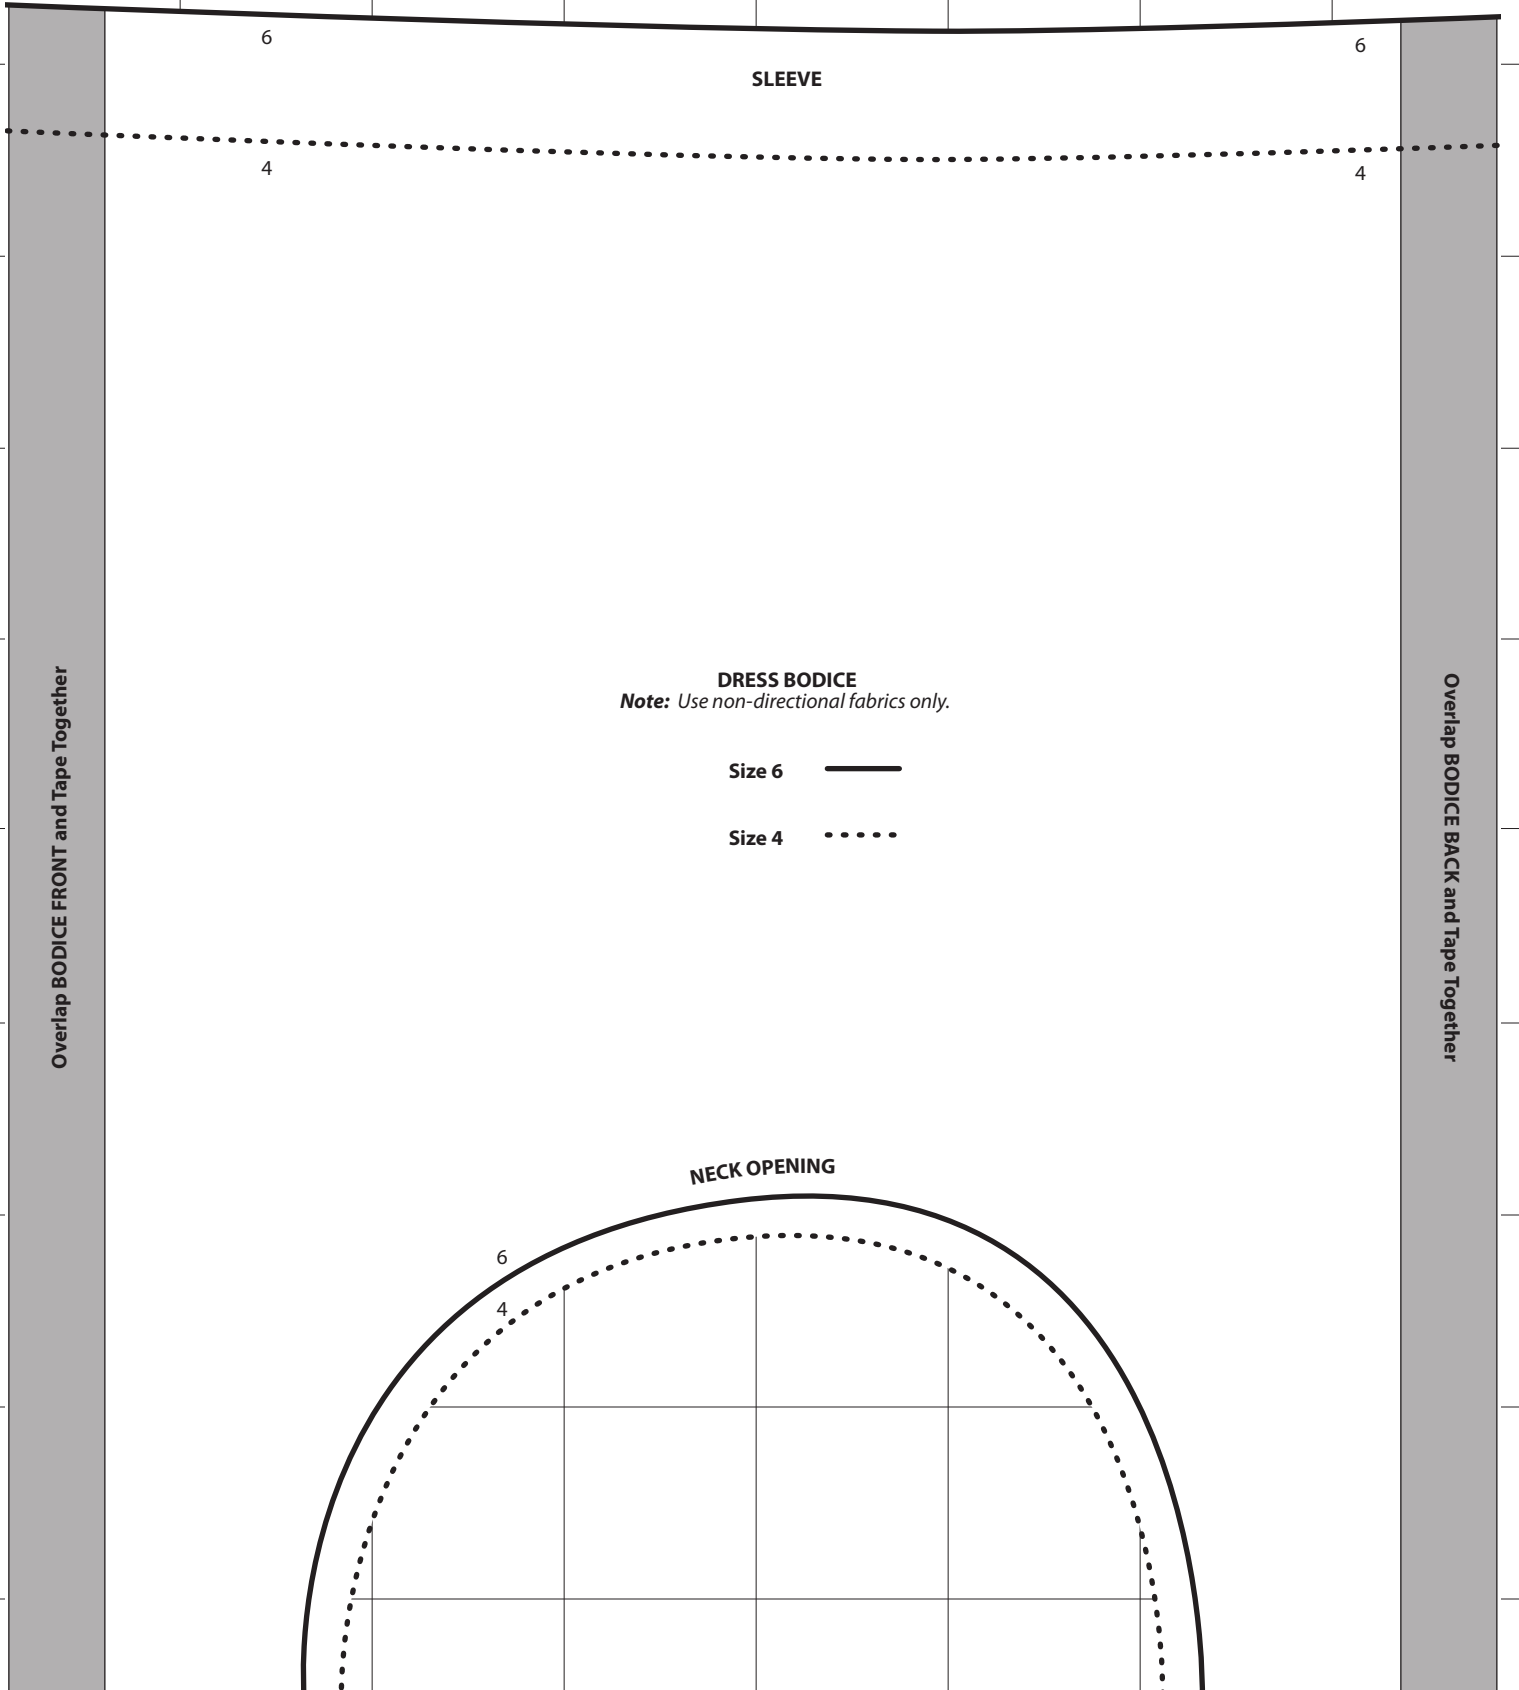 6
6
SLEEVE
4
4
Overlap BODICE FRONT and Tape Together
DRESS BODICE
Note: Use non-directional fabrics only.
Size 6
Size 4
Overlap BODICE BACK and Tape Together
NECK OPENING
6
4